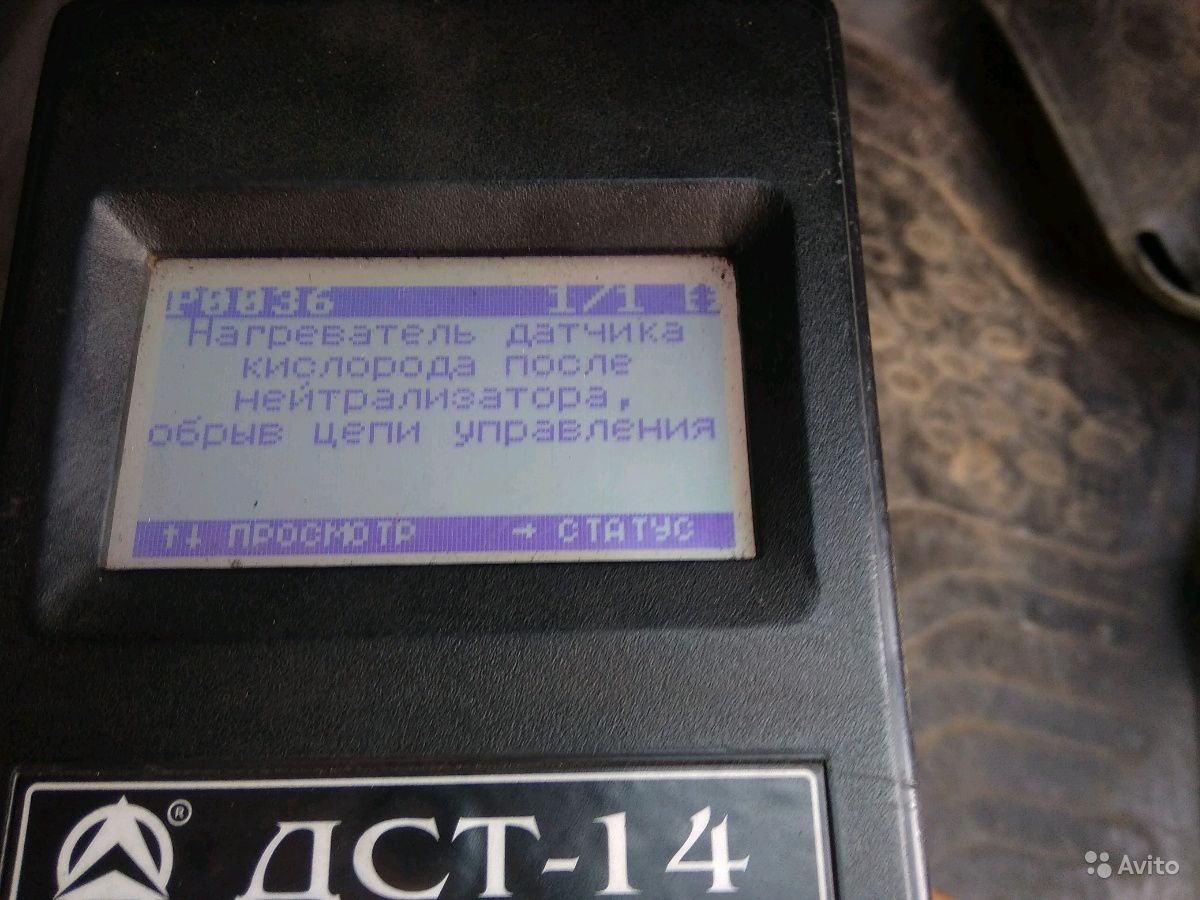 P0036 1/1
Нагреватель датчика
кислорода после
нейтрализатора,
обрыв цепи управления
↑↓ ПРОСМОТР → СТАТУС
®
ДСТ-14
Avito